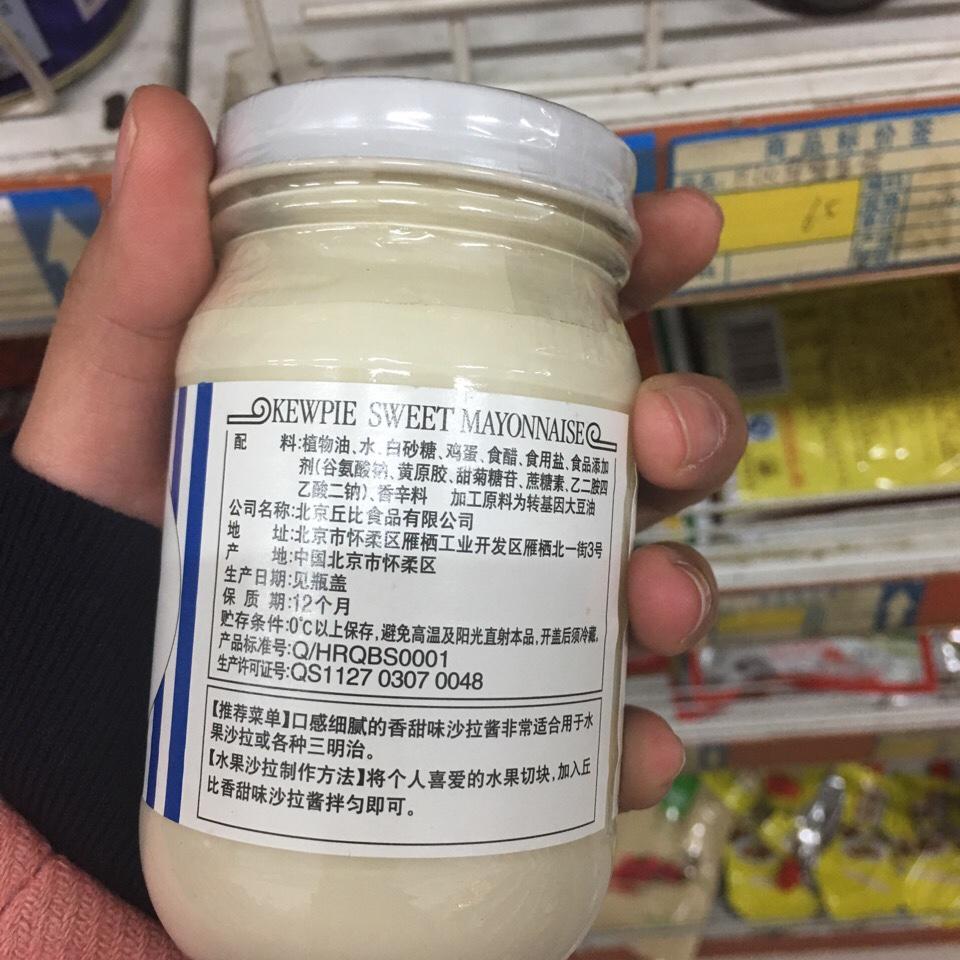 商品标价签
65
KEWPIE SWEET MAYONNAISE
配 料:植物油、水、白砂糖、鸡蛋、食醋、食用盐、食品添加
剂(谷氨酸钠、黄原胶、甜菊糖苷、蔗糖素、乙二胺四
乙酸二钠)、香辛料 加工原料为转基因大豆油
公司名称:北京丘比食品有限公司
地 址:北京市怀柔区雁栖工业开发区雁栖北一街3号
产 地:中国北京市怀柔区
生产日期:见瓶盖
保 质 期:12个月
贮存条件:0℃以上保存,避免高温及阳光直射本品,开盖后须冷藏。
产品标准号:Q/HRQBS0001
生产许可证号:QS1127 0307 0048
【推荐菜单】口感细腻的香甜味沙拉酱非常适合用于水
果沙拉或各种三明治。
【水果沙拉制作方法】将个人喜爱的水果切块,加入丘
比香甜味沙拉酱拌匀即可。